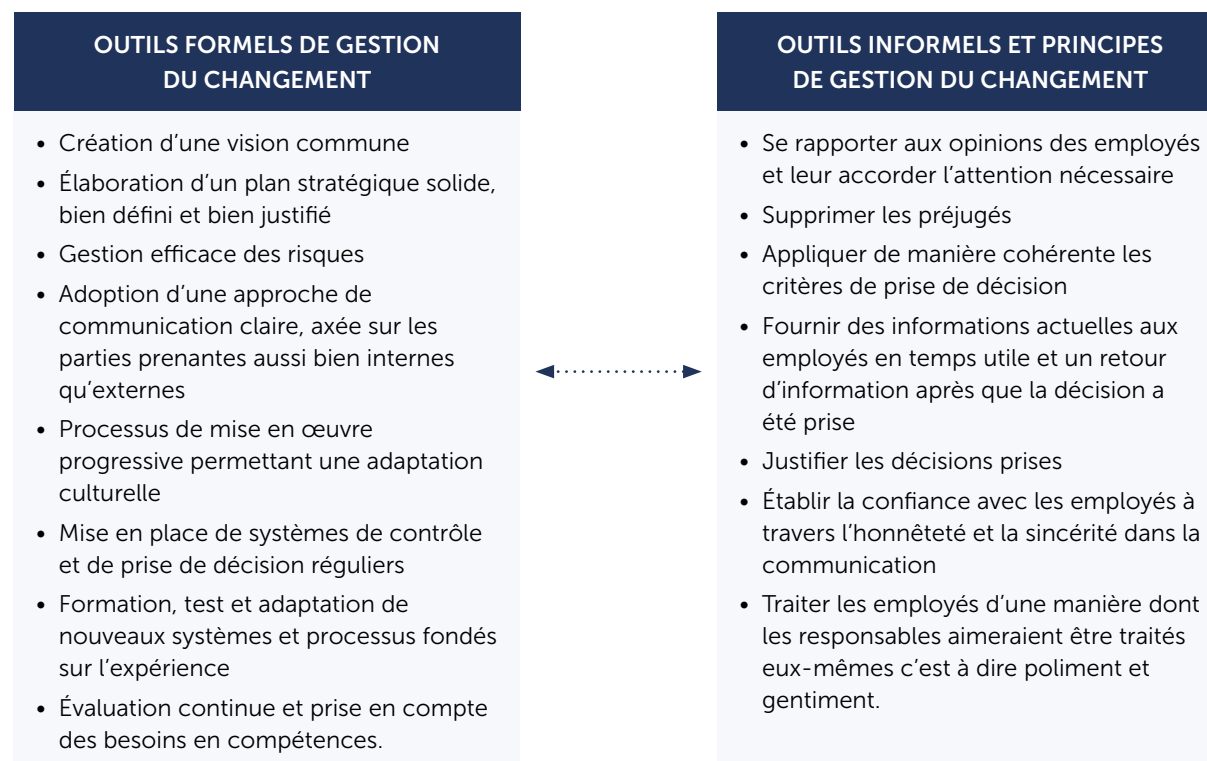 OUTILS FORMELS DE GESTION
DU CHANGEMENT
• Création d'une vision commune
• Élaboration d'un plan stratégique solide,
bien défini et bien justifié
• Gestion efficace des risques
• Adoption d'une approche de
communication claire, axée sur les
parties prenantes aussi bien internes
qu'externes
• Processus de mise en œuvre
progressive permettant une adaptation
culturelle
• Mise en place de systèmes de contrôle
et de prise de décision réguliers
• Formation, test et adaptation de
nouveaux systèmes et processus fondés
sur l'expérience
• Évaluation continue et prise en compte
des besoins en compétences.
OUTILS INFORMELS ET PRINCIPES
DE GESTION DU CHANGEMENT
• Se rapporter aux opinions des employés
et leur accorder l'attention nécessaire
• Supprimer les préjugés
• Appliquer de manière cohérente les
critères de prise de décision
• Fournir des informations actuelles aux
employés en temps utile et un retour
d'information après que la décision a
été prise
• Justifier les décisions prises
• Établir la confiance avec les employés à
travers l'honnêteté et la sincérité dans la
communication
• Traiter les employés d'une manière dont
les responsables aimeraient être traités
eux-mêmes c'est à dire poliment et
gentiment.